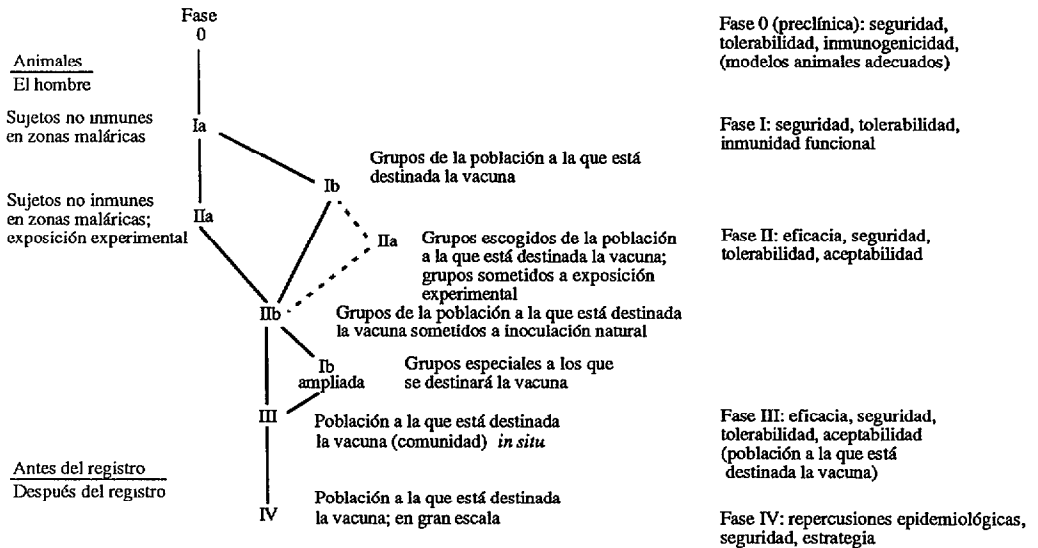 Fase
0
Animales
El hombre
Sujetos no inmunes
en zonas maláricas
Ia
Grupos de la población a la que está
destinada la vacuna
Ib
Sujetos no inmunes
en zonas maláricas;
exposición experimental
IIa
IIa
Grupos escogidos de la población
a la que está destinada la vacuna;
grupos sometidos a exposición
experimental
IIb
Grupos de la población a la que está destinada
la vacuna sometidos a inoculación natural
Ib
ampliada
Grupos especiales a los que
se destinará la vacuna
III
Población a la que está destinada
la vacuna (comunidad) in situ
Antes del registro
Después del registro
IV
Población a la que está destinada
la vacuna; en gran escala
Fase 0 (preclínica): seguridad,
tolerabilidad, inmunogenicidad,
(modelos animales adecuados)
Fase I: seguridad, tolerabilidad,
inmunidad funcional
Fase II: eficacia, seguridad,
tolerabilidad, aceptabilidad
Fase III: eficacia, seguridad,
tolerabilidad, aceptabilidad
(población a la que está
destinada la vacuna)
Fase IV: repercusiones epidemiológicas,
seguridad, estrategia